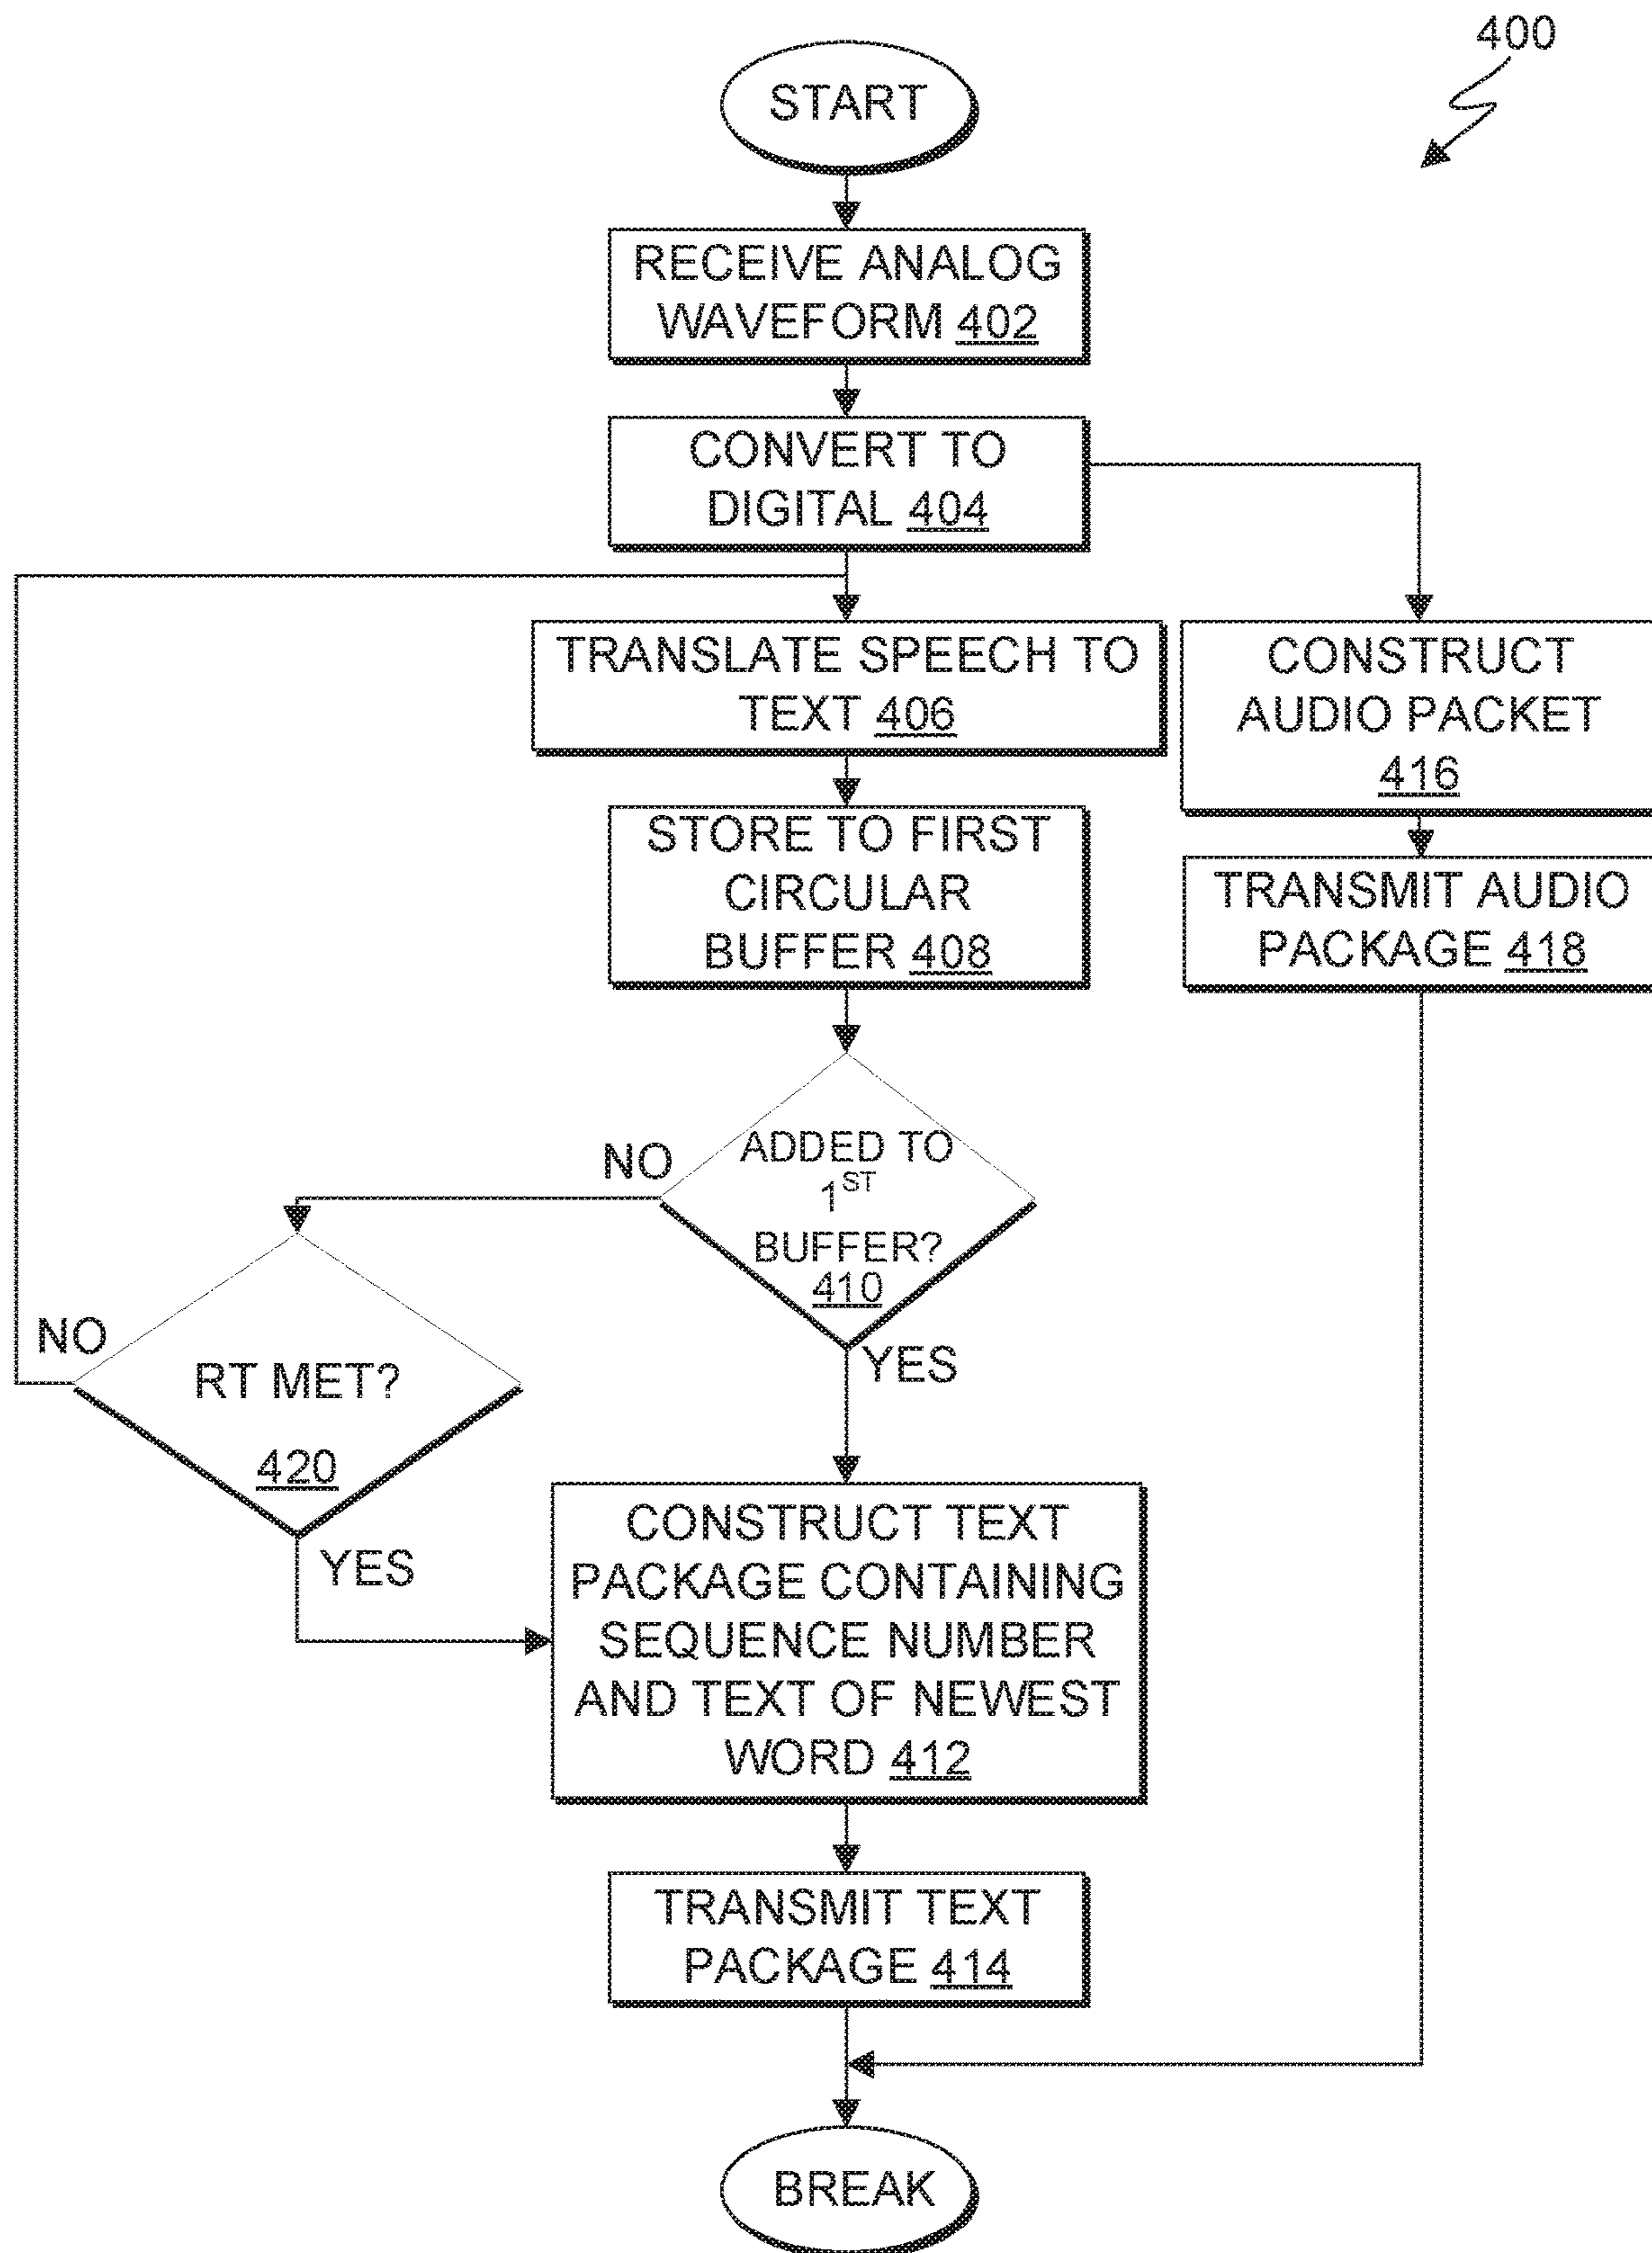 400
START
RECEIVE ANALOG
WAVEFORM 402
CONVERT TO
DIGITAL 404
TRANSLATE SPEECH TO
TEXT 406
CONSTRUCT
AUDIO PACKET
416
STORE TO FIRST
CIRCULAR
BUFFER 408
TRANSMIT AUDIO
PACKAGE 418
NO
ADDED TO
1ST
BUFFER?
410
YES
NO
RT MET?
420
YES
CONSTRUCT TEXT
PACKAGE CONTAINING
SEQUENCE NUMBER
AND TEXT OF NEWEST
WORD 412
TRANSMIT TEXT
PACKAGE 414
BREAK